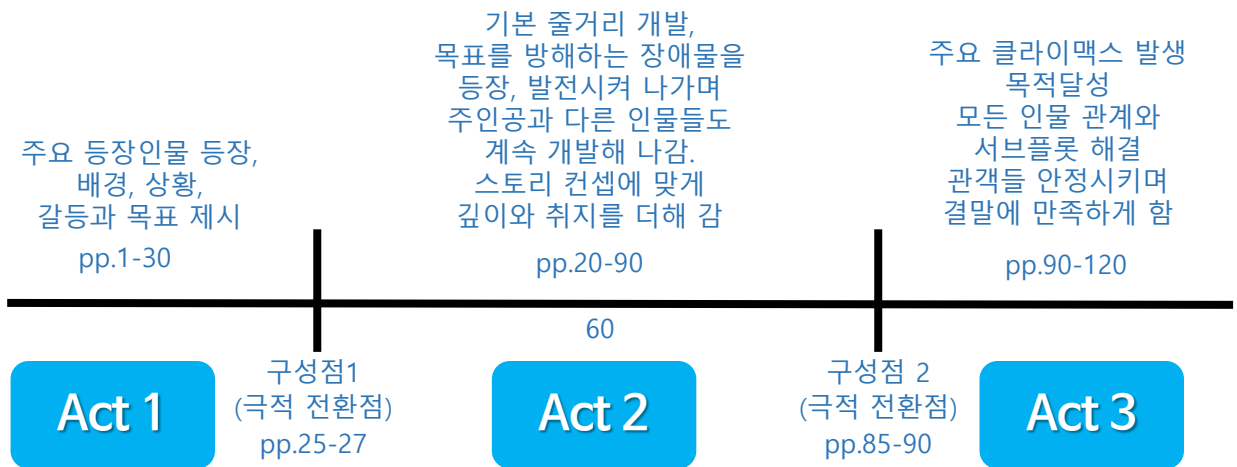 주요 등장인물 등장,
배경, 상황,
갈등과 목표 제시
pp.1-30
기본 줄거리 개발,
목표를 방해하는 장애물을
등장, 발전시켜 나가며
주인공과 다른 인물들도
계속 개발해 나감.
스토리 컨셉에 맞게
깊이와 취지를 더해 감
pp.20-90
주요 클라이맥스 발생
목적달성
모든 인물 관계와
서브플롯 해결
관객들 안정시키며
결말에 만족하게 함
pp.90-120
60
Act 1
구성점1
(극적 전환점)
pp.25-27
Act 2
구성점 2
(극적 전환점)
pp.85-90
Act 3